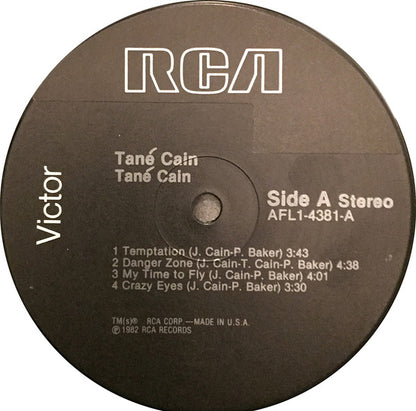 RCA
Victor
Tané Cain
Tané Cain
Side A Stereo
AFL1-4381-A
1 Temptation (J. Cain-P. Baker) 3:43
2 Danger Zone (J. Cain-T. Cain-P. Baker) 4:38
3 My Time to Fly (J. Cain-P. Baker) 4:01
4 Crazy Eyes (J. Cain-P. Baker) 3:30
TM(s)® RCA CORP.—MADE IN U.S.A.
Ⓟ1982 RCA RECORDS